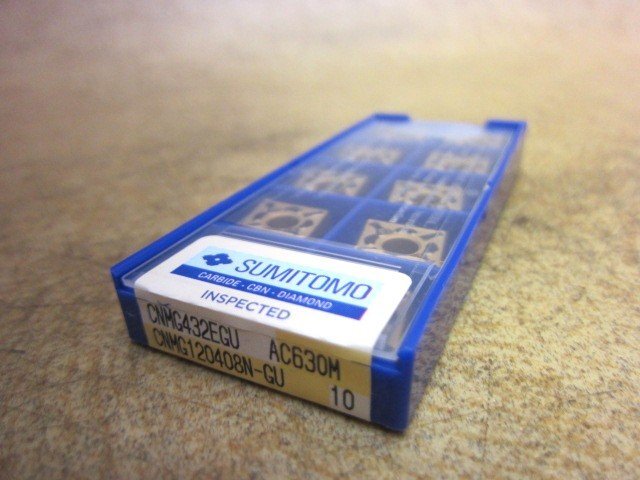 SUMITOMO
CARBIDE - CBN - DIAMOND
INSPECTED
CNMG432EGU AC630M
CNMG120408N-GU 10